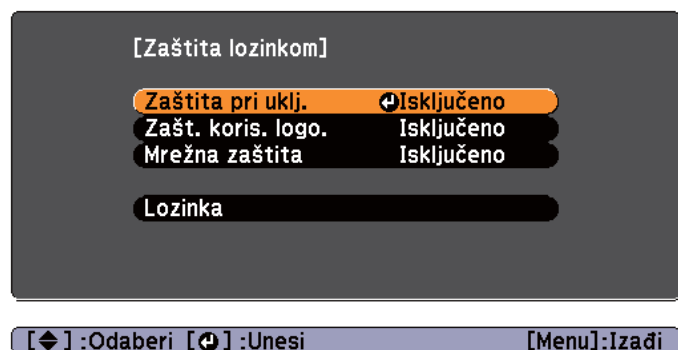 [Zaštita lozinkom]
Zaštita pri uklj. Isključeno
Zašt. koris. logo. Isključeno
Mrežna zaštita Isključeno
Lozinka
[◆] :Odaberi [⏎] :Unesi [Menu]:Izađi